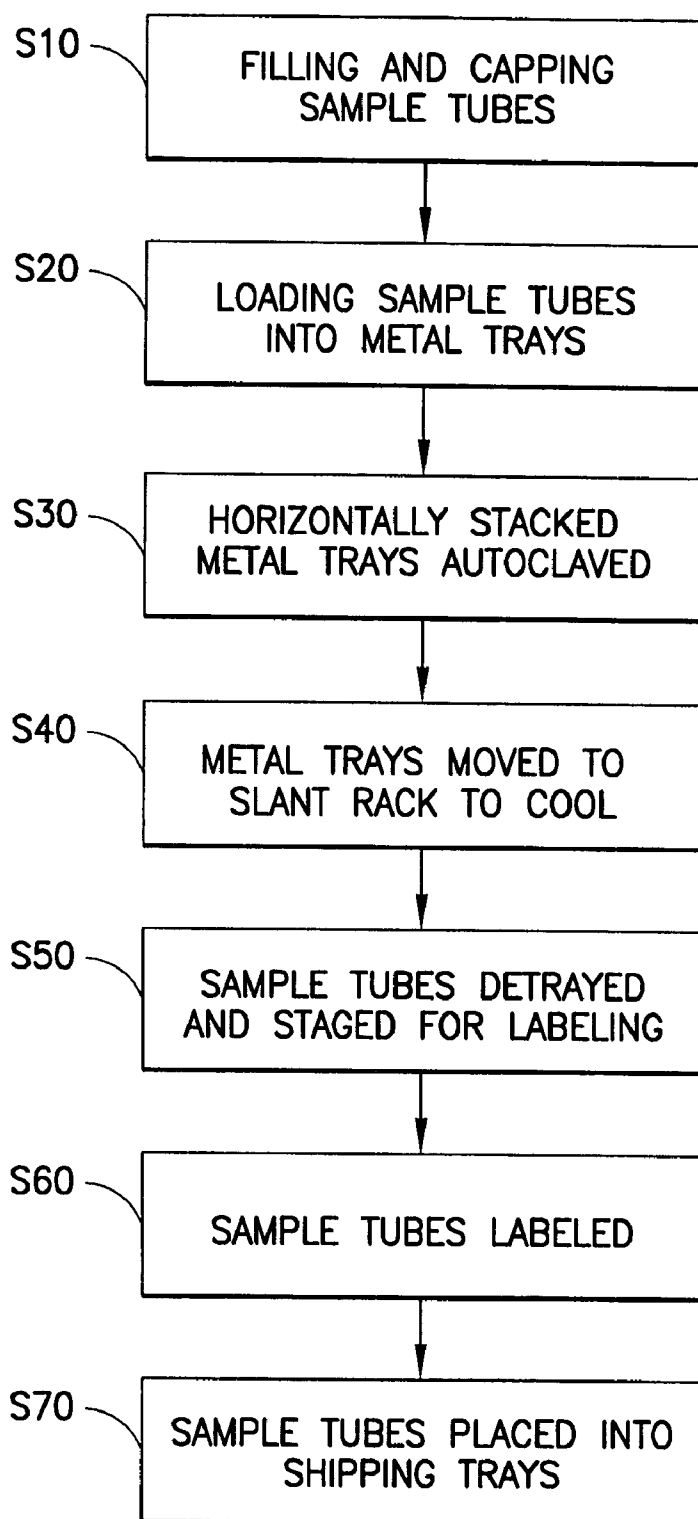 S10
FILLING AND CAPPING
SAMPLE TUBES
S20
LOADING SAMPLE TUBES
INTO METAL TRAYS
S30
HORIZONTALLY STACKED
METAL TRAYS AUTOCLAVED
S40
METAL TRAYS MOVED TO
SLANT RACK TO COOL
S50
SAMPLE TUBES DETRAYED
AND STAGED FOR LABELING
S60
SAMPLE TUBES LABELED
S70
SAMPLE TUBES PLACED INTO
SHIPPING TRAYS